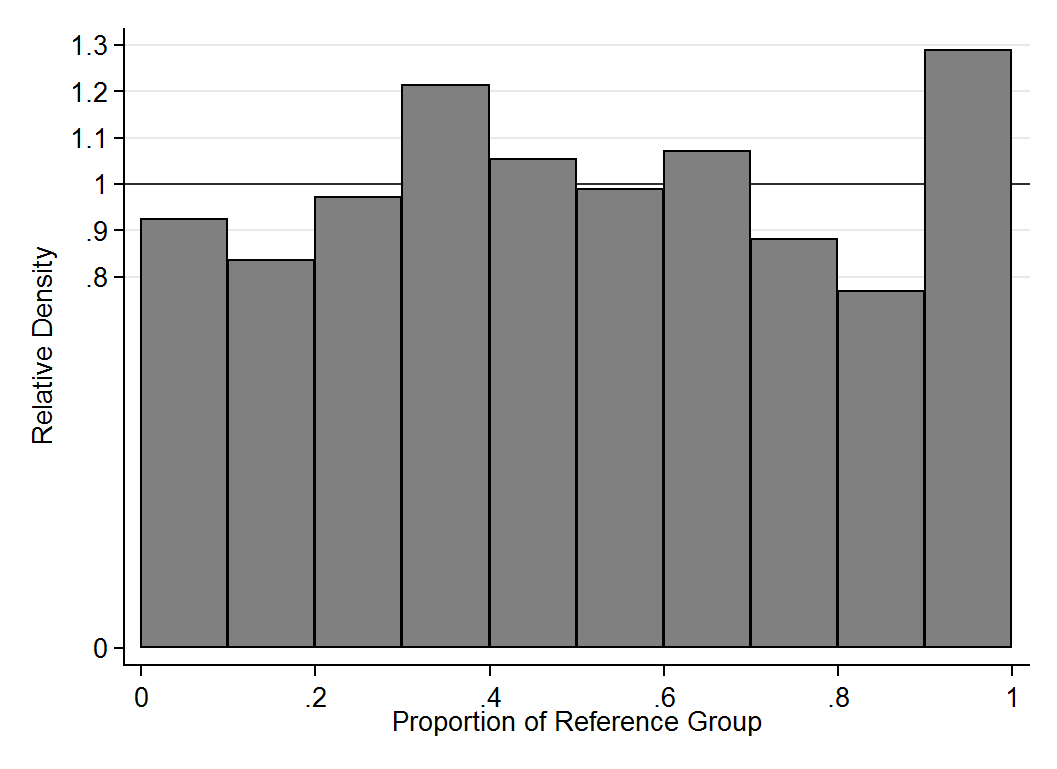 1.3
1.2
1.1
1
.9
.8
0
Relative Density
0 .2 .4 .6 .8 1
Proportion of Reference Group